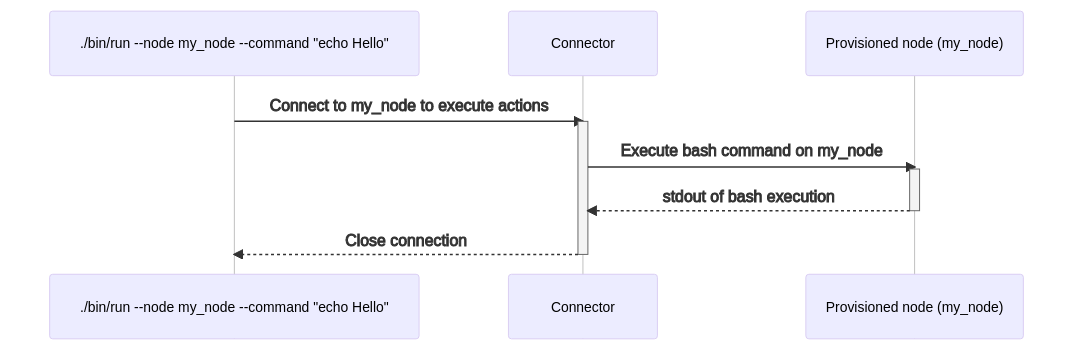 ./bin/run --node my_node --command "echo Hello"
Connector
Provisioned node (my_node)
Connect to my_node to execute actions
Execute bash command on my_node
stdout of bash execution
Close connection
./bin/run --node my_node --command "echo Hello"
Connector
Provisioned node (my_node)